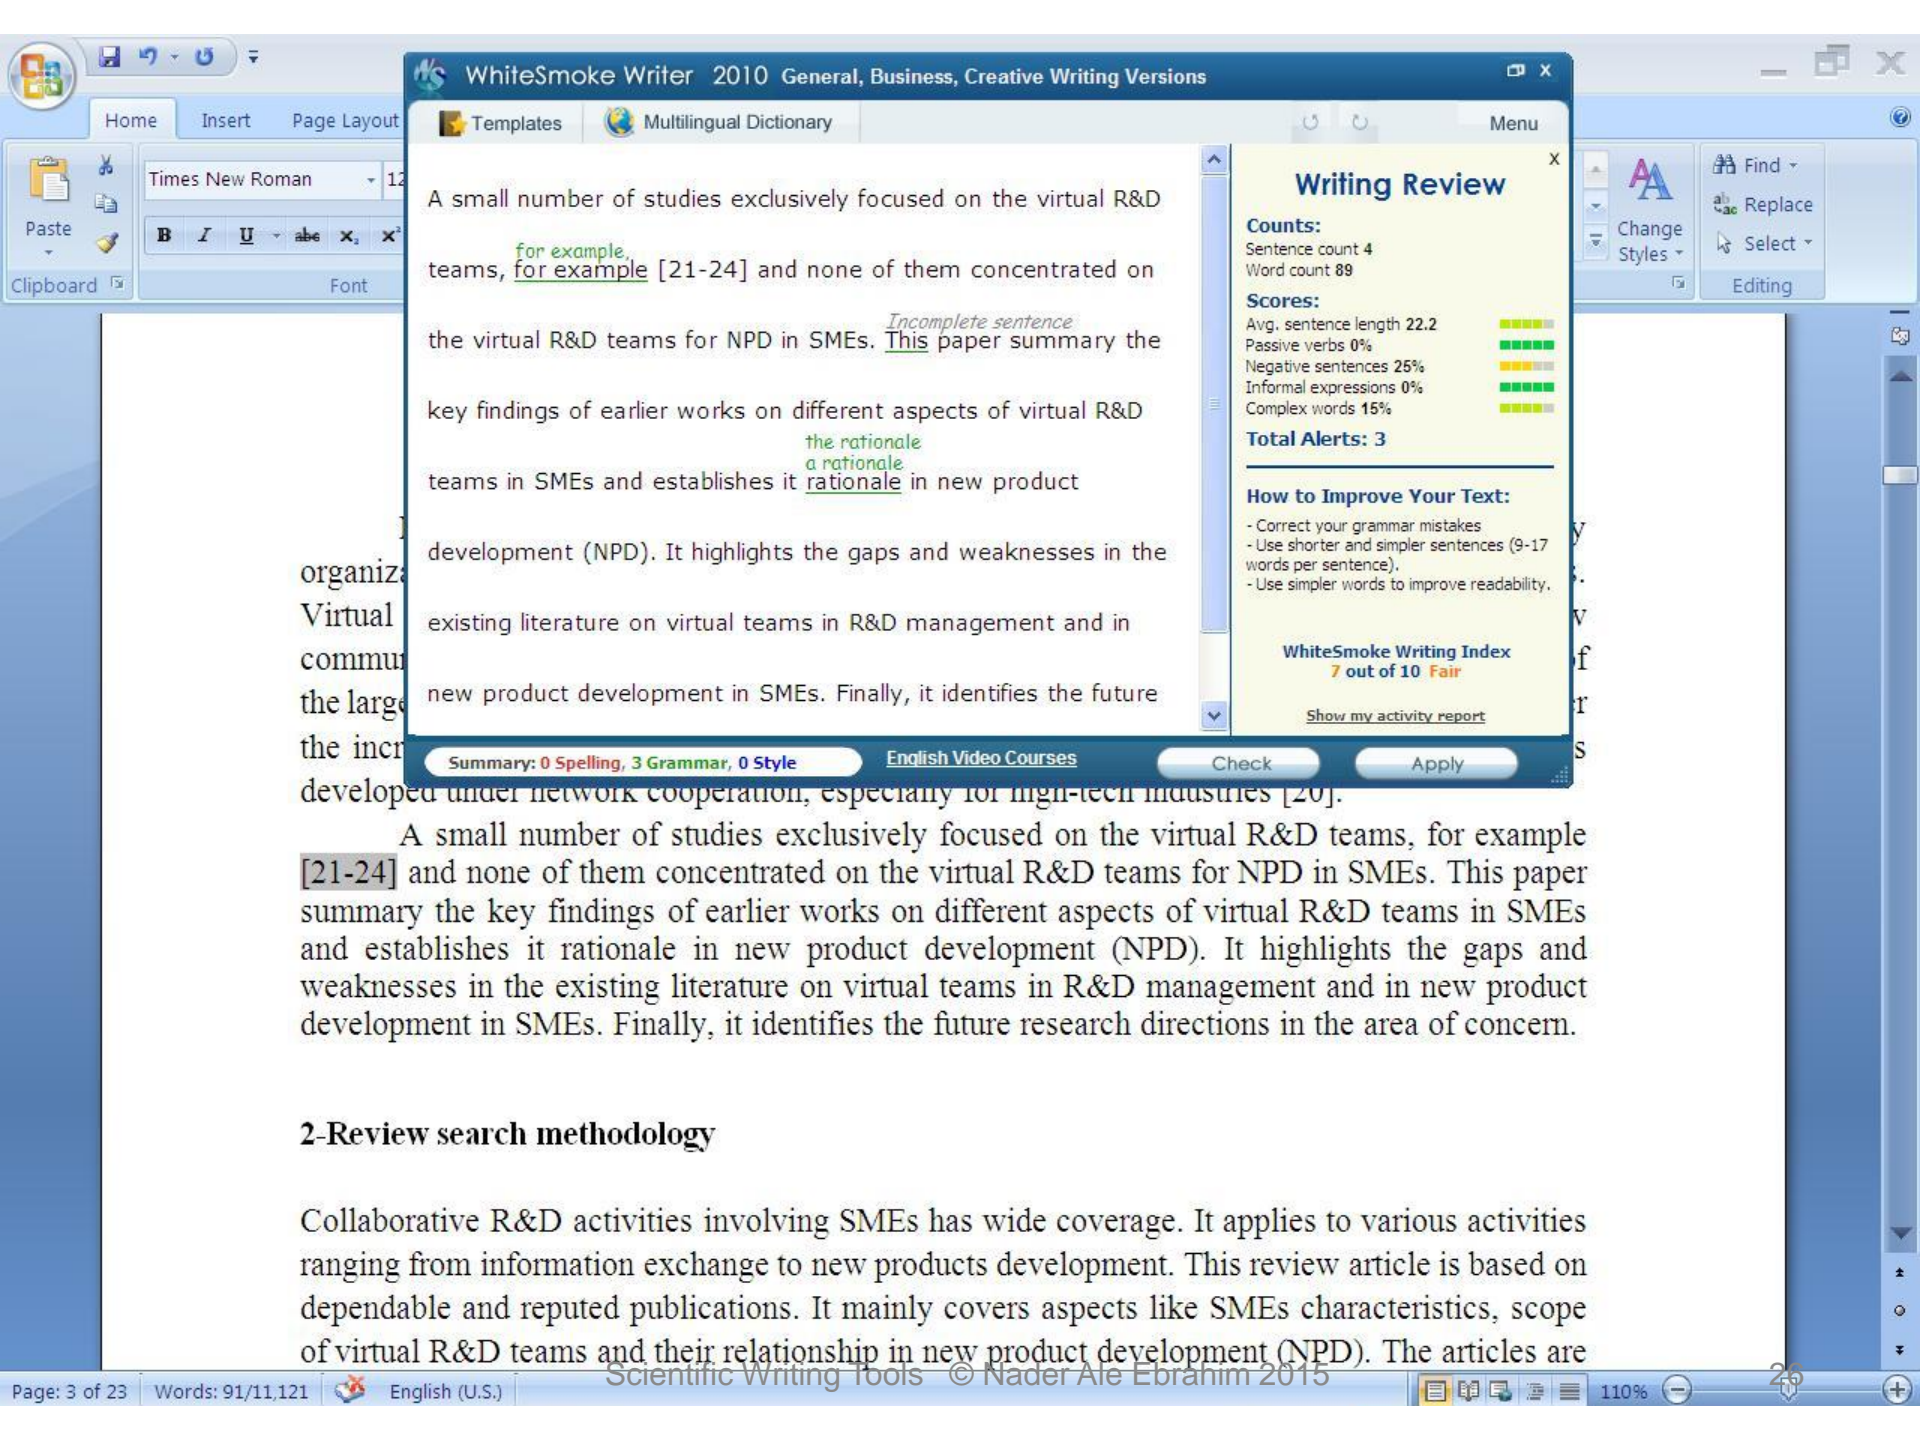 WhiteSmoke Writer 2010 General, Business, Creative Writing Versions
X
Templates
Multilingual Dictionary
Menu
Home
Insert
Page Layout
Times New Roman
12
Paste
B I U abe x₂ x²
Clipboard
Font
Find
Replace
Select
Change
Styles
Editing
A small number of studies exclusively focused on the virtual R&D
for example,
teams, for example [21-24] and none of them concentrated on
Incomplete sentence
the virtual R&D teams for NPD in SMEs. This paper summary the
key findings of earlier works on different aspects of virtual R&D
the rationale
a rationale
teams in SMEs and establishes it rationale in new product
development (NPD). It highlights the gaps and weaknesses in the
existing literature on virtual teams in R&D management and in
new product development in SMEs. Finally, it identifies the future
X
Writing Review
Counts:
Sentence count 4
Word count 89
Scores:
Avg. sentence length 22.2
Passive verbs 0%
Negative sentences 25%
Informal expressions 0%
Complex words 15%
Total Alerts: 3
How to Improve Your Text:
- Correct your grammar mistakes
- Use shorter and simpler sentences (9-17
words per sentence).
- Use simpler words to improve readability.
WhiteSmoke Writing Index
7 out of 10 Fair
Show my activity report
Summary: 0 Spelling, 3 Grammar, 0 Style
English Video Courses
Check
Apply
Virtual
the
the
developed under network cooperation, especially for high-tech industries [20].
A small number of studies exclusively focused on the virtual R&D teams, for example
[21-24] and none of them concentrated on the virtual R&D teams for NPD in SMEs. This paper
summary the key findings of earlier works on different aspects of virtual R&D teams in SMEs
and establishes it rationale in new product development (NPD). It highlights the gaps and
weaknesses in the existing literature on virtual teams in R&D management and in new product
development in SMEs. Finally, it identifies the future research directions in the area of concern.
2-Review search methodology
Collaborative R&D activities involving SMEs has wide coverage. It applies to various activities
ranging from information exchange to new products development. This review article is based on
dependable and reputed publications. It mainly covers aspects like SMEs characteristics, scope
of virtual R&D teams and their relationship in new product development (NPD). The articles are
Scientific Writing Tools © Nader Ale Ebrahim 2015
26
Page: 3 of 23
Words: 91/11,121
English (U.S.)
110%